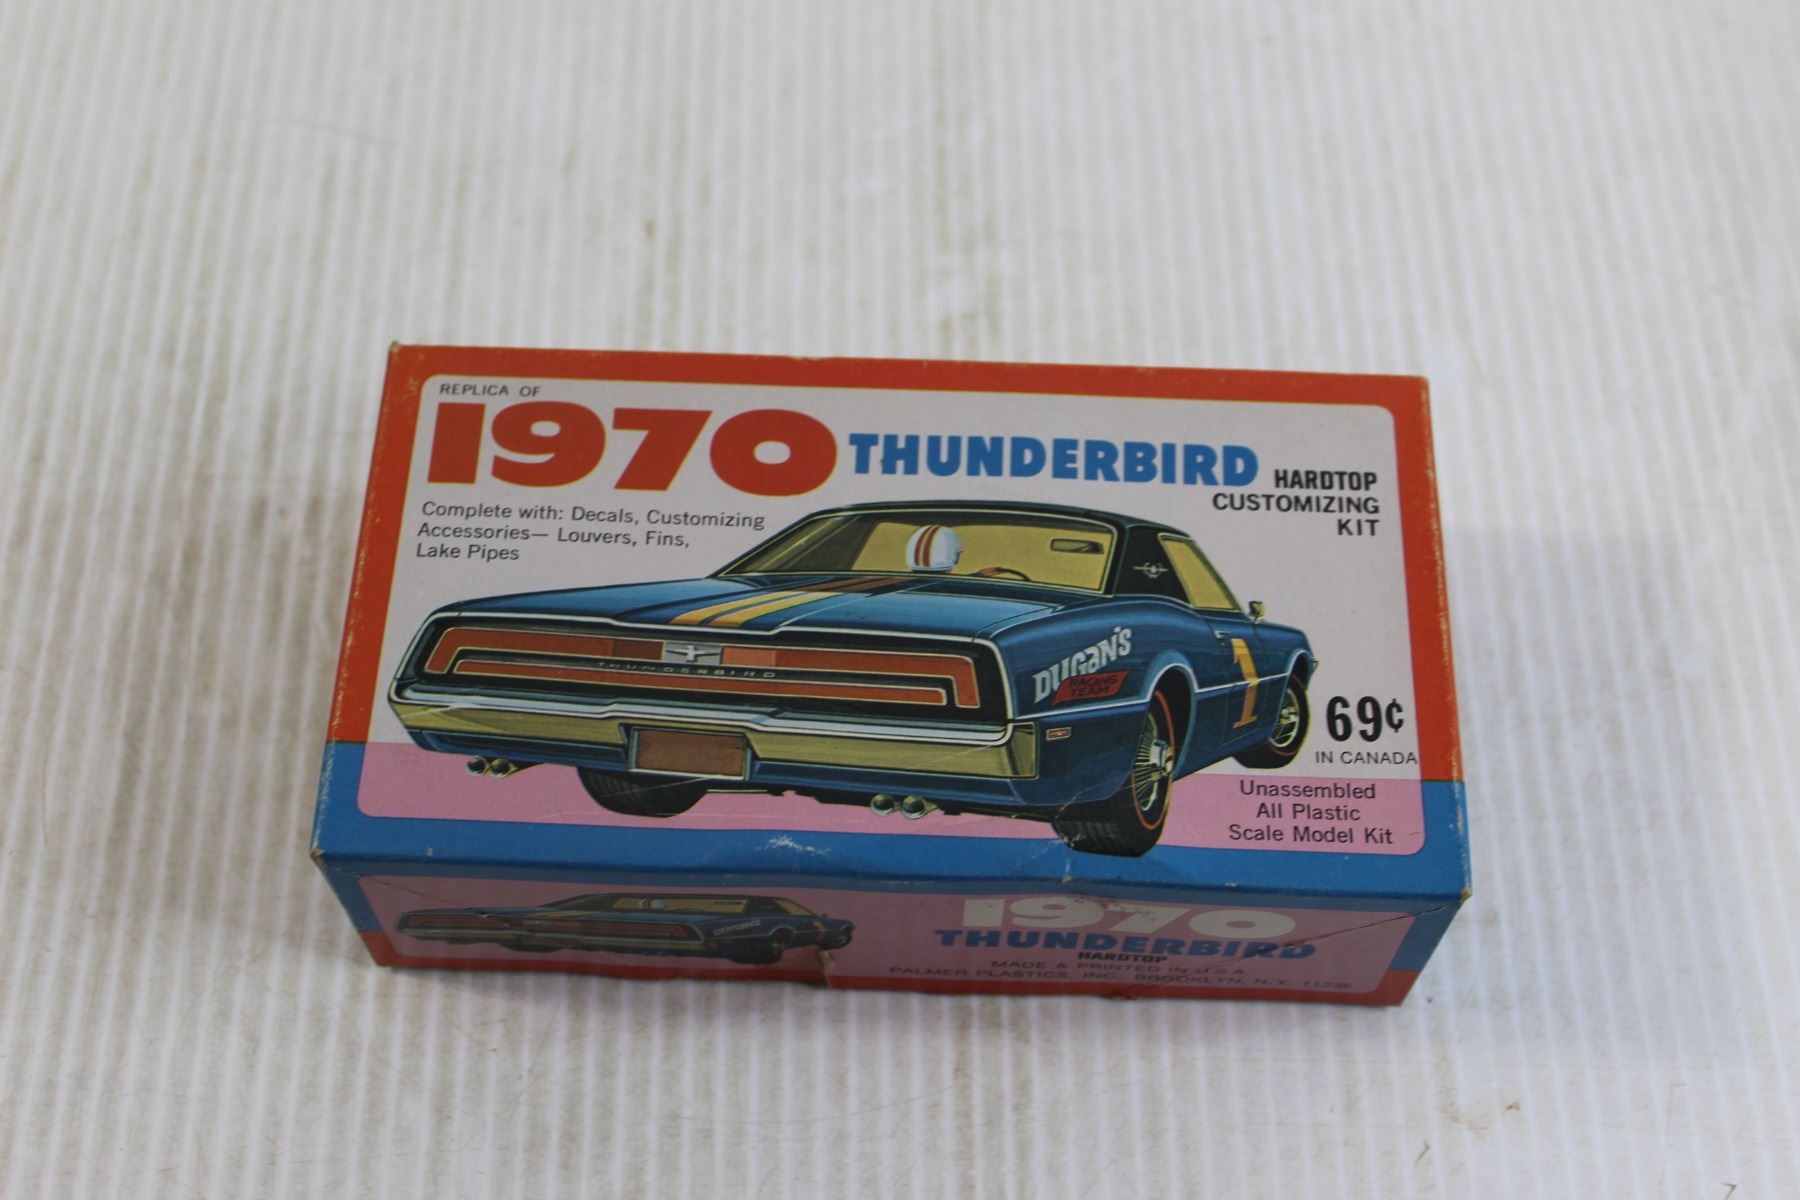 REPLICA OF
1970 THUNDERBIRD HARDTOP
CUSTOMIZING
KIT
Complete with: Decals, Customizing
Accessories— Louvers, Fins,
Lake Pipes
THUNDERBIRD
DUGAN'S
RACING
TEAM
1
69¢
IN CANADA
Unassembled
All Plastic
Scale Model Kit
DUGAN'S
1970
THUNDERBIRD
HARDTOP
MADE & PRINTED IN U.S.A.
PALMER PLASTICS, INC., BROOKLYN, N.Y.